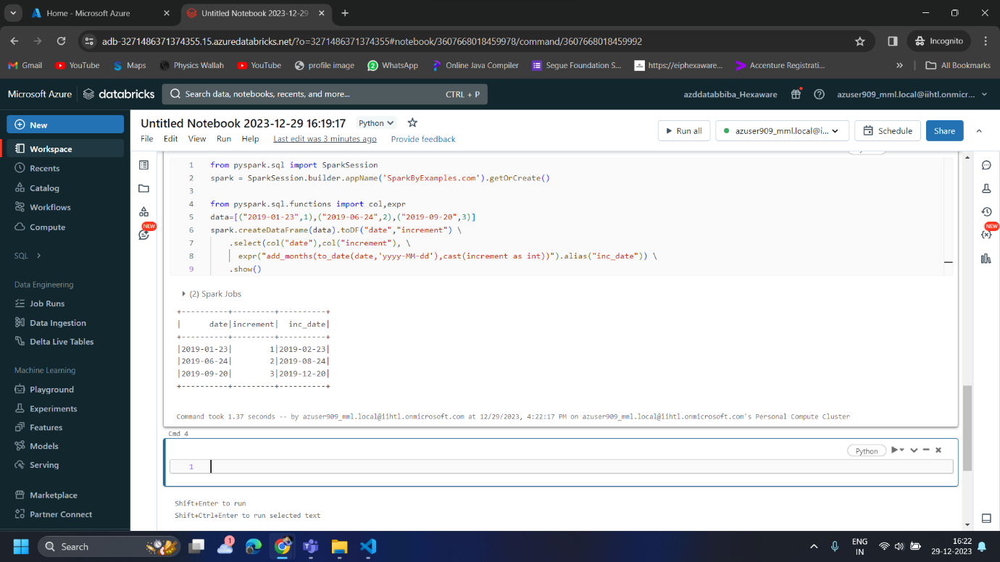 Home - Microsoft Azure
Untitled Notebook 2023-12-29
adb-3271486371374355.15.azuredatabricks.net/?o=3271486371374355#notebook/3607668018459978/command/3607668018459992
Incognito
Gmail YouTube Maps Physics Wallah YouTube profile image WhatsApp Online Java Compiler Segue Foundation S... https://eiphexaware... Accenture Registrati... » All Bookmarks
Microsoft Azure databricks Search data, notebooks, recents, and more... CTRL + P azddatabbiba_Hexaware azuser909_mml.local@iihtl.onmicr...
New
Workspace
Recents
Catalog
Workflows
Compute
SQL
Data Engineering
Job Runs
Data Ingestion
Delta Live Tables
Machine Learning
Playground
Experiments
Features
Models
Serving
Marketplace
Partner Connect
Untitled Notebook 2023-12-29 16:19:17 Python
File Edit View Run Help Last edit was 3 minutes ago Provide feedback
Run all azuser909_mml.local@i... Schedule Share
NEW
NEW
1 from pyspark.sql import SparkSession
2 spark = SparkSession.builder.appName('SparkByExamples.com').getOrCreate()
3
4 from pyspark.sql.functions import col,expr
5 data=[("2019-01-23",1),("2019-06-24",2),("2019-09-20",3)]
6 spark.createDataFrame(data).toDF("date","increment") \
7 .select(col("date"),col("increment"), \
8 expr("add_months(to_date(date,'yyyy-MM-dd'),cast(increment as int))").alias("inc_date")) \
9 .show()
(2) Spark Jobs
+----------+---------+----------+
|      date|increment|  inc_date|
+----------+---------+----------+
|2019-01-23|        1|2019-02-23|
|2019-06-24|        2|2019-08-24|
|2019-09-20|        3|2019-12-20|
+----------+---------+----------+
Command took 1.37 seconds -- by azuser909_mml.local@iihtl.onmicrosoft.com at 12/29/2023, 4:22:17 PM on azuser909_mml.local@iihtl.onmicrosoft.com's Personal Compute Cluster
Cmd 4
Python
1
Shift+Enter to run
Shift+Ctrl+Enter to run selected text
Search
1
ENG
IN
16:22
29-12-2023